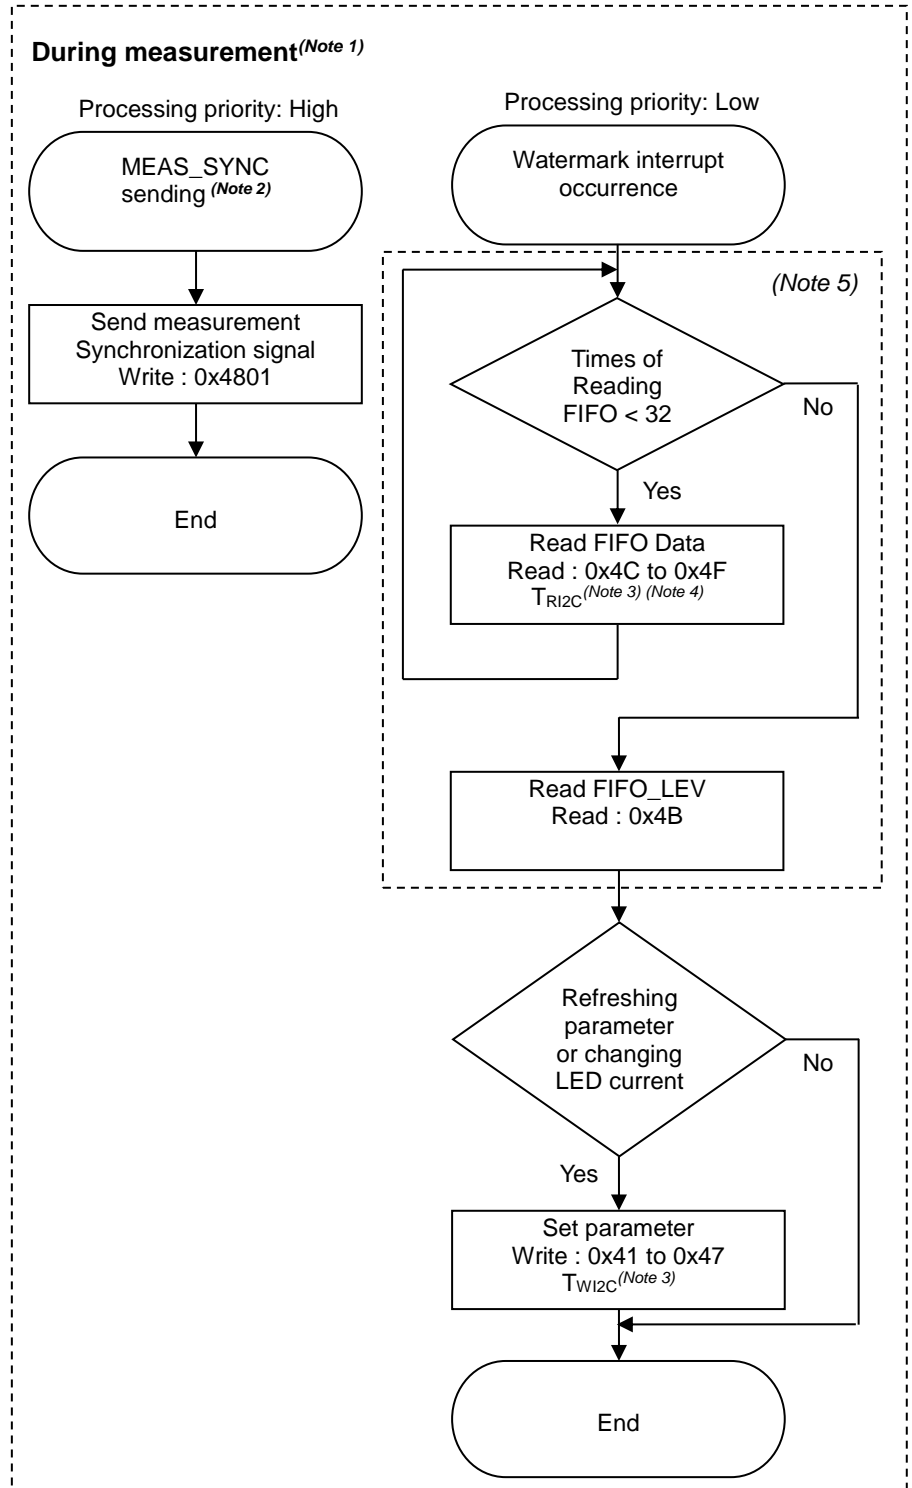 During measurement(Note 1)
Processing priority: High
MEAS_SYNC
sending (Note 2)
Send measurement
Synchronization signal
Write : 0x4801
End
Processing priority: Low
Watermark interrupt
occurrence
(Note 5)
Times of
Reading
FIFO < 32
No
Yes
Read FIFO Data
Read : 0x4C to 0x4F
TRI2C(Note 3) (Note 4)
Read FIFO_LEV
Read : 0x4B
Refreshing
parameter
or changing
LED current
No
Yes
Set parameter
Write : 0x41 to 0x47
TWI2C(Note 3)
End